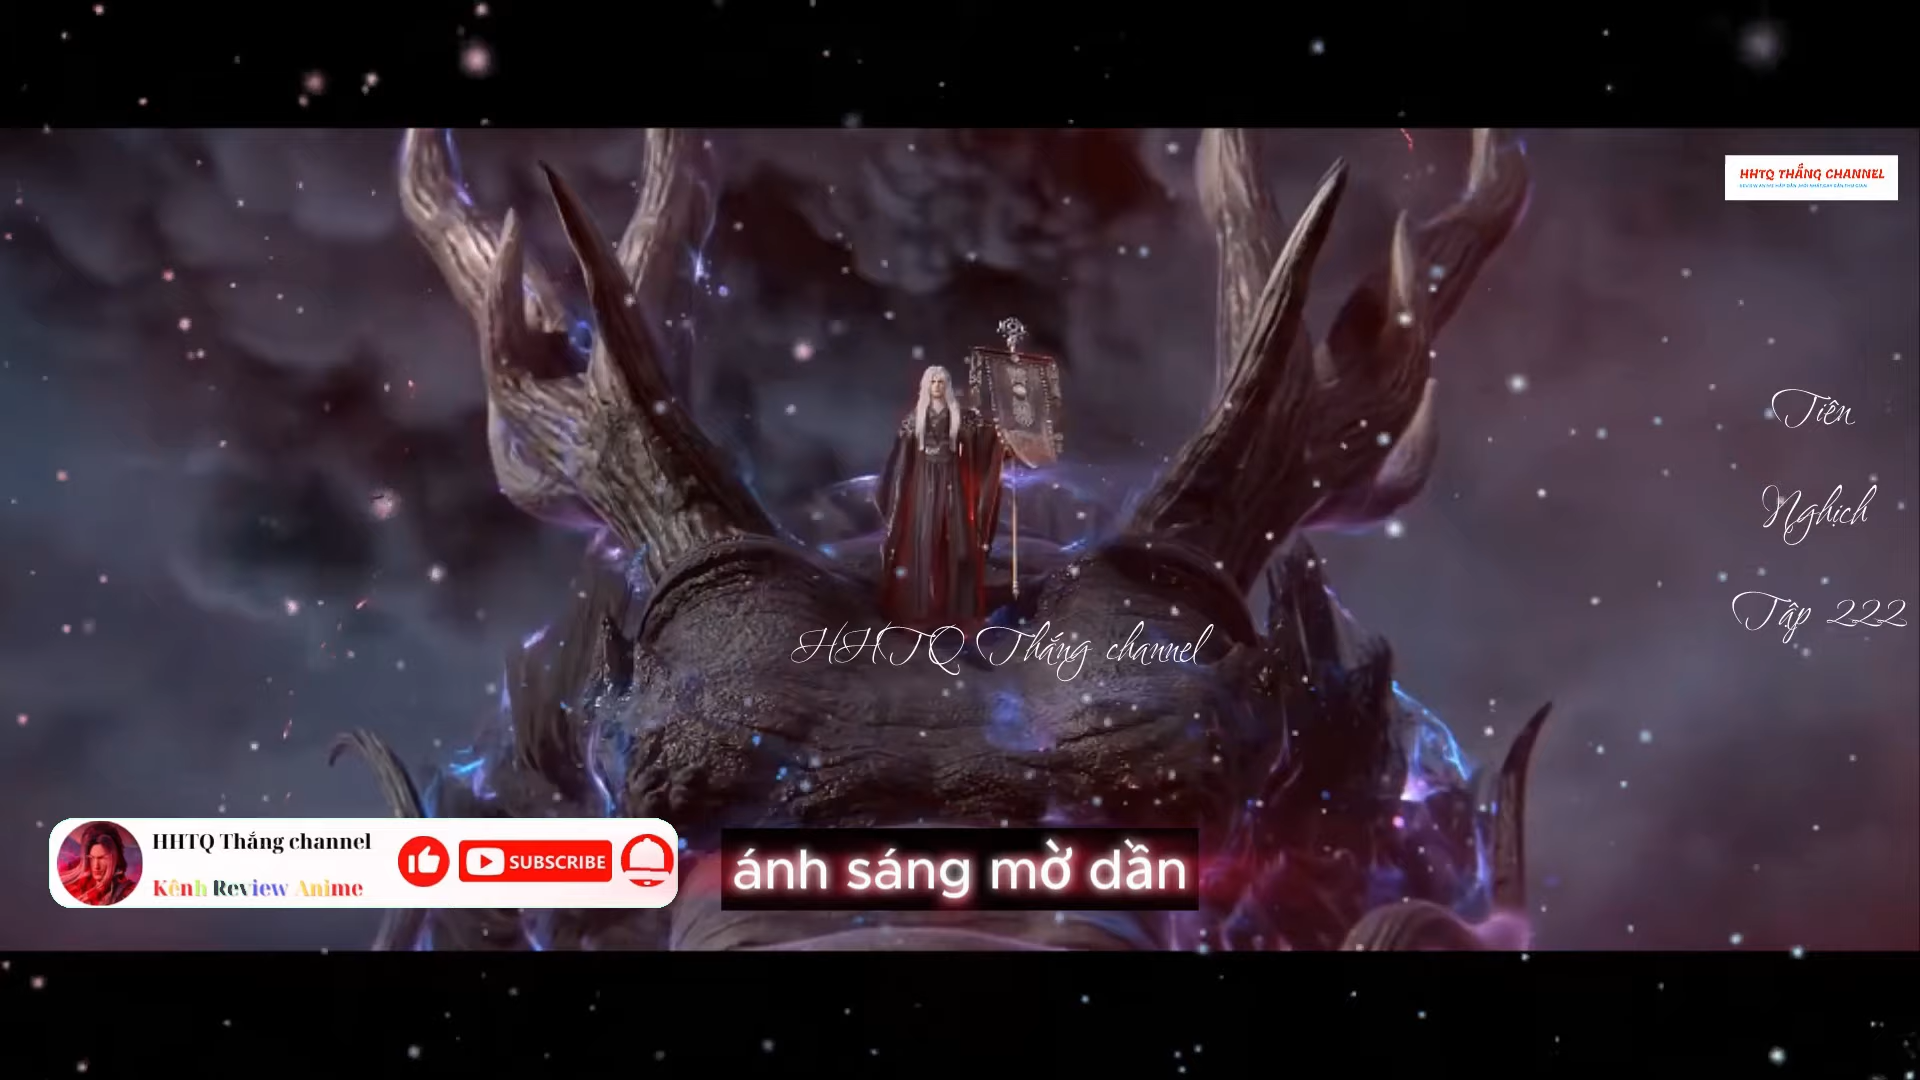 HHTQ THẮNG CHANNEL
Tiên
Nghịch
Tập 222
HHTQ Thắng channel
HHTQ Thắng channel
Kênh Review Anime
SUBSCRIBE
ánh sáng mờ dần